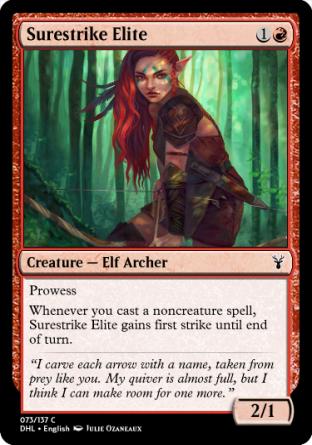 Surestrike Elite 1
Creature — Elf Archer
Prowess
Whenever you cast a noncreature spell,
Surestrike Elite gains first strike until end
of turn.
“I carve each arrow with a name, taken from
prey like you. My quiver is almost full, but I
think I can make room for one more.”
2/1
073/137 C
DHL • English Julie Ozaneaux